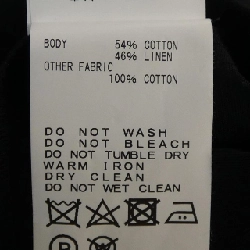 BODY 54% COTTON
46% LINEN
OTHER FABRIC
100% COTTON
DO NOT WASH
DO NOT BLEACH
DO NOT TUMBLE DRY
WARM IRON
DRY CLEAN
DO NOT WET CLEAN